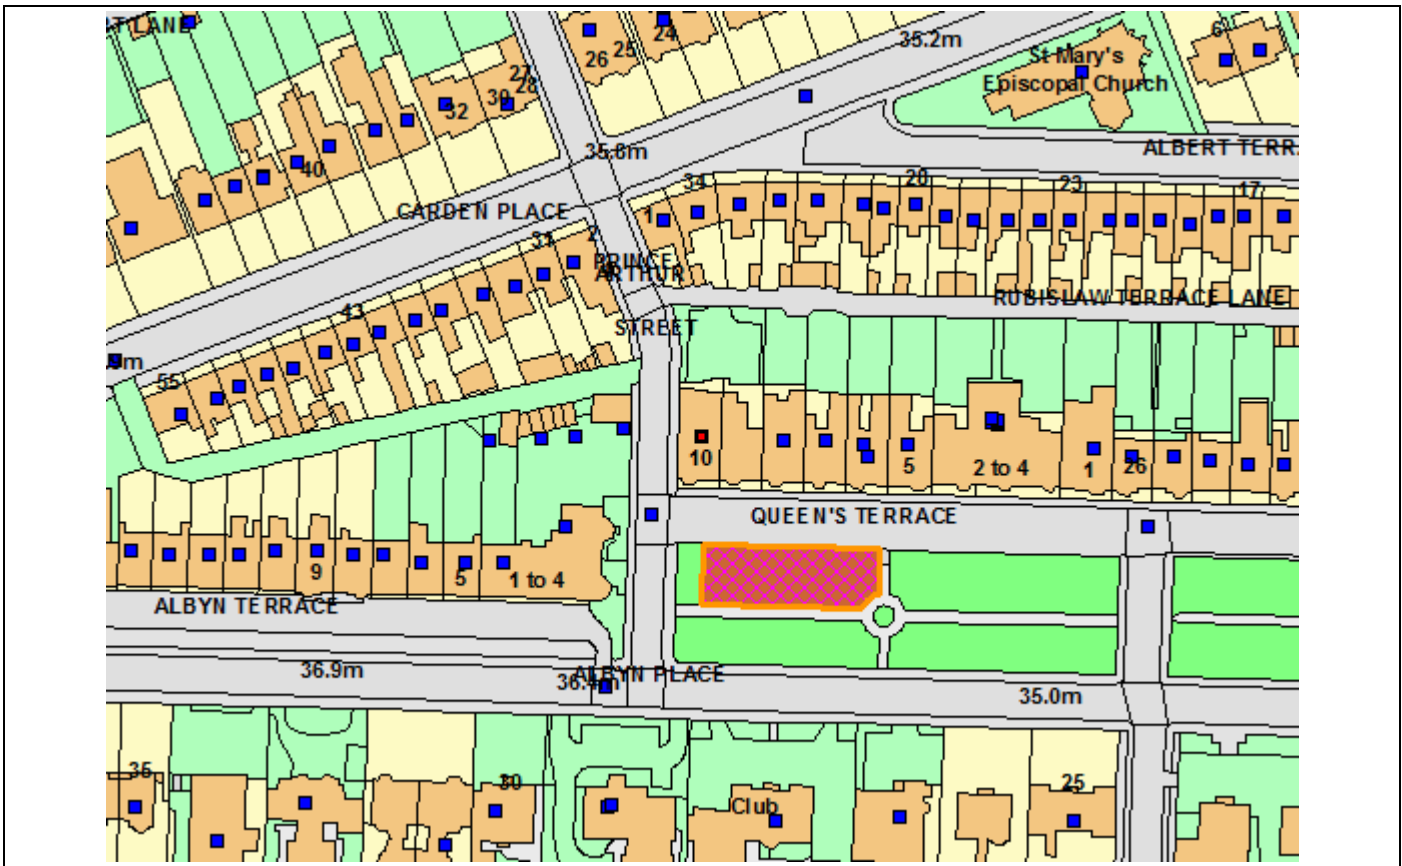 27
28
30
32
26
25
24
35.2m
St Mary's
Episcopal Church
6
ALBERT TERR
40
35.6m
CARDEN PLACE
31
2
1
34
20
23
17
PRINCE
ARTHUR
STREET
RUBISLAW TERRACE LANE
43
55
10
5
2 to 4
1
26
QUEEN'S TERRACE
9
5
1 to 4
ALBYN TERRACE
36.9m
ALBYN PLACE
36.4m
35.0m
35
30
Club
25